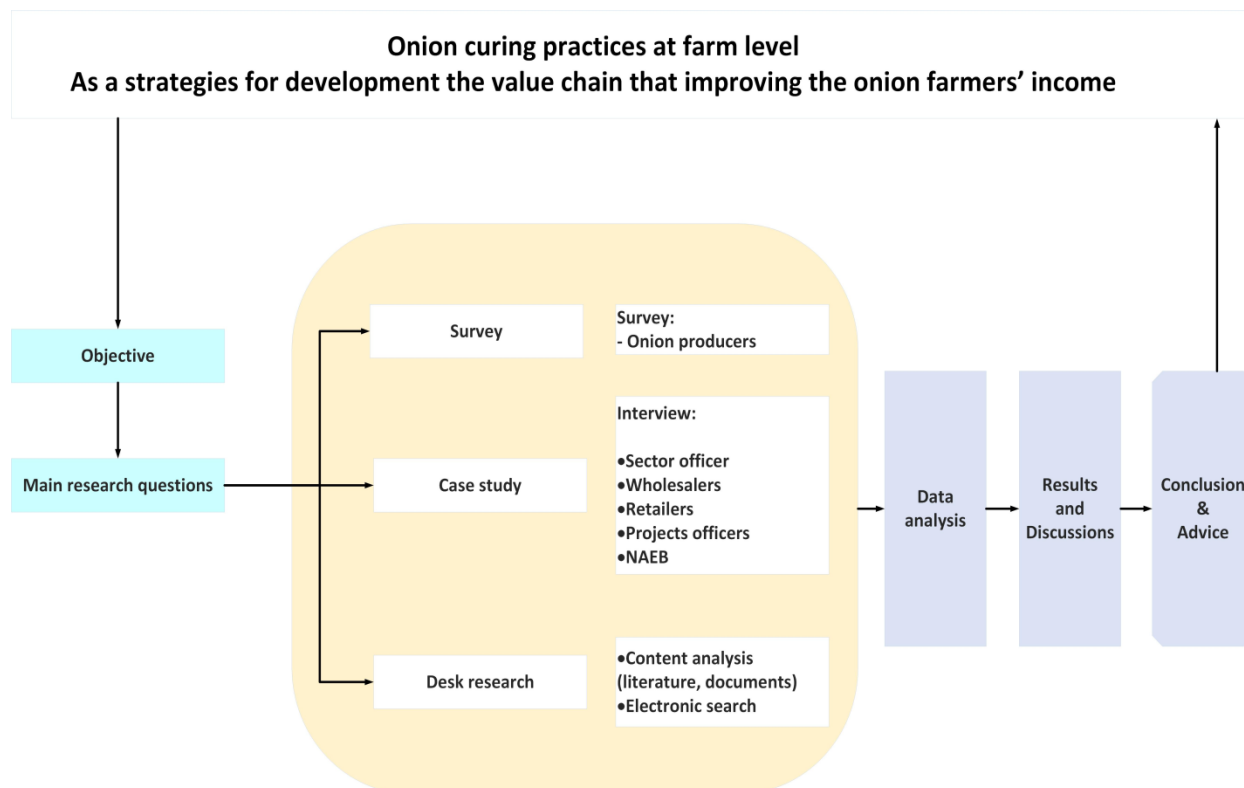 Onion curing practices at farm level
As a strategies for development the value chain that improving the onion farmers’ income
Objective
Main research questions
Survey
Survey:
- Onion producers
Case study
Interview:
•Sector officer
•Wholesalers
•Retailers
•Projects officers
•NAEB
Desk research
•Content analysis
(literature, documents)
•Electronic search
Data
analysis
Results
and
Discussions
Conclusion
&
Advice